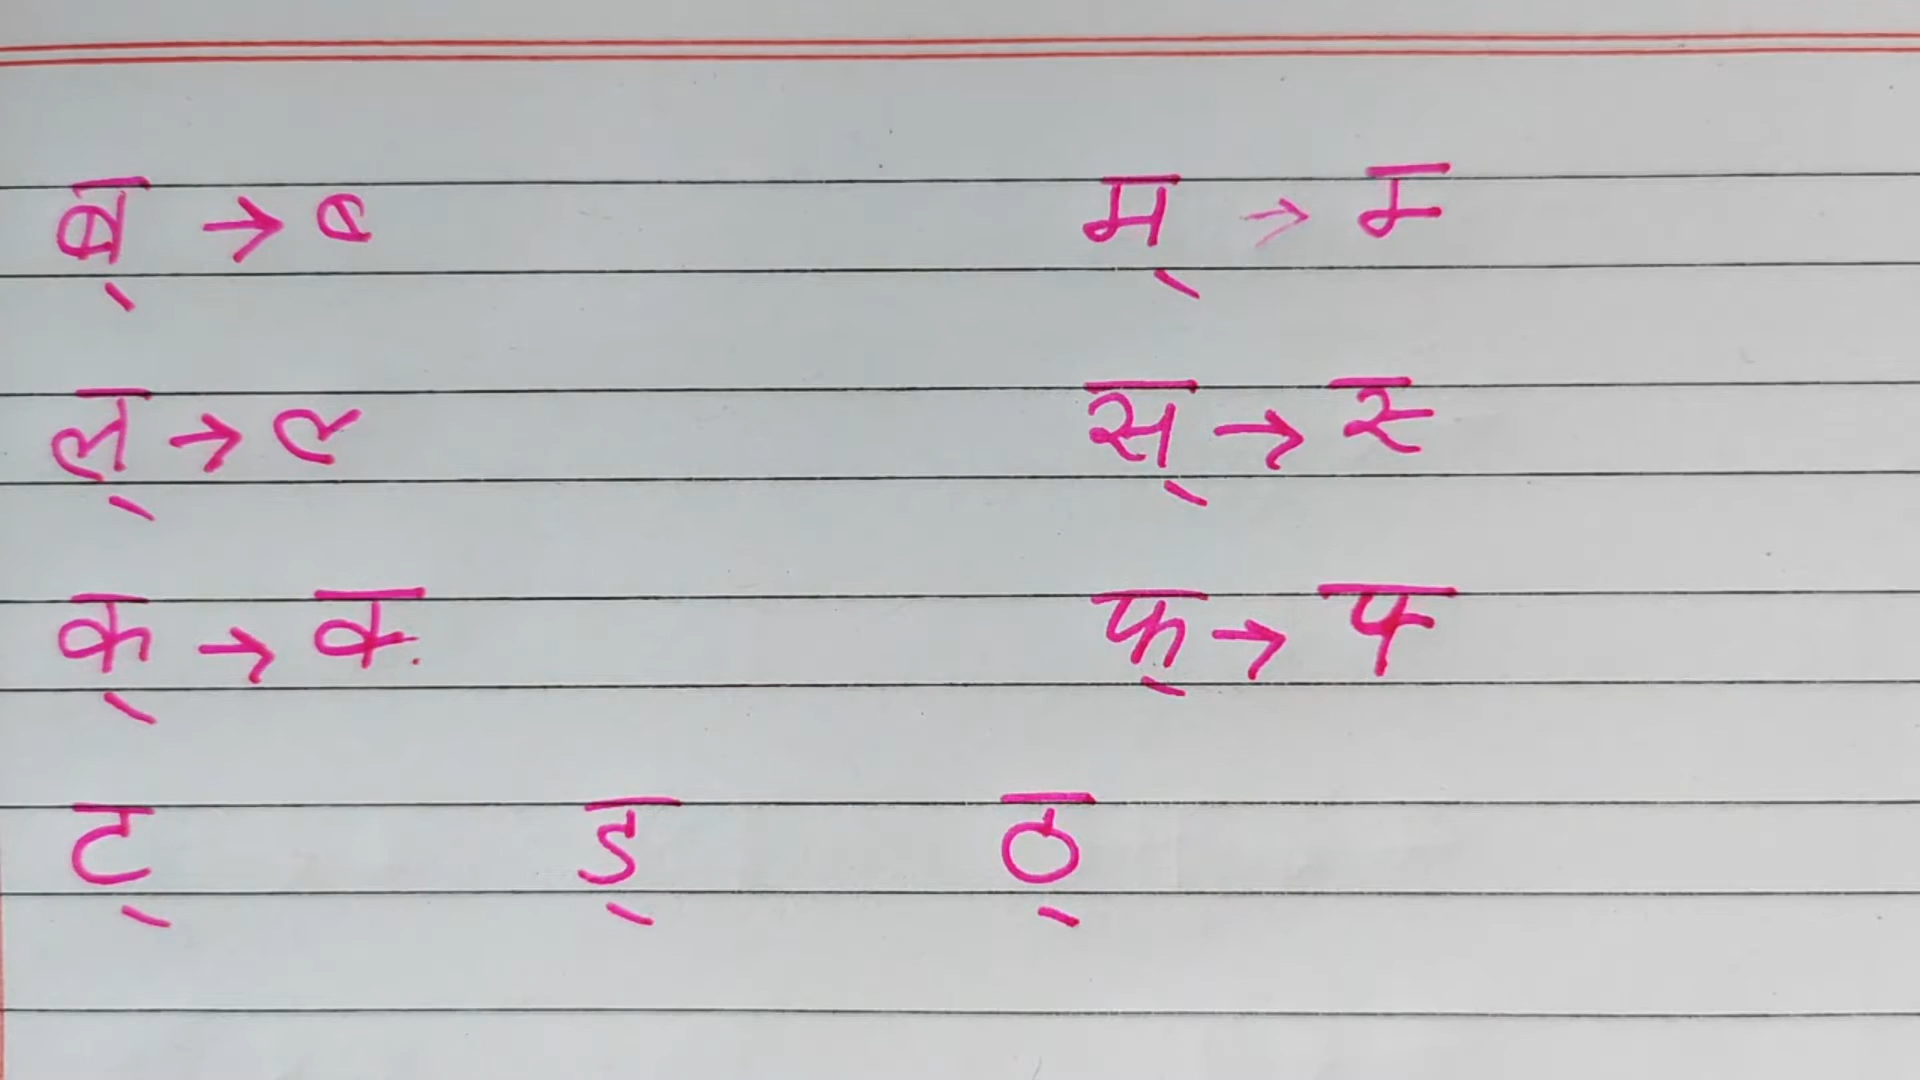 ब् → ब्‍ म् → म्‍
ल् → ल्‍ स् → स्‍
क् → क्‍ फ् → फ्‍
ट् ड् ठ्